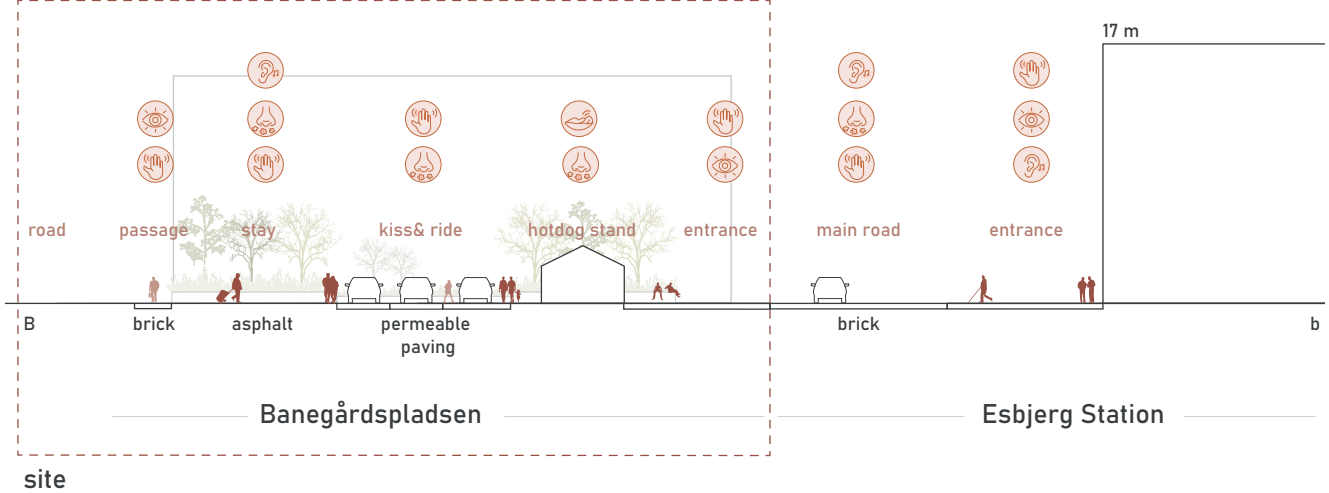 17 m
road
passage
stay
kiss& ride
hotdog stand
entrance
main road
entrance
B
brick
asphalt
permeable
paving
brick
b
Banegårdspladsen
Esbjerg Station
site